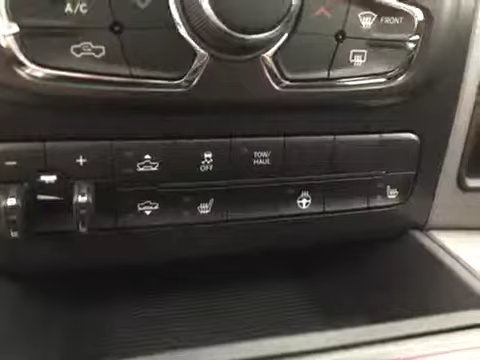 A/C
FRONT
− +
OFF
TOW/
HAUL